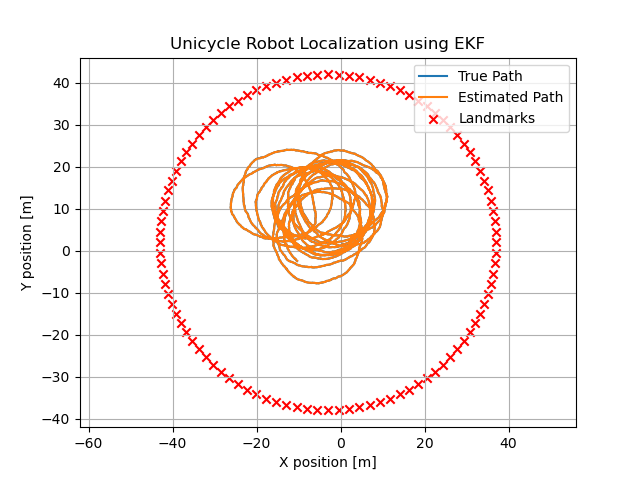 Unicycle Robot Localization using EKF
True Path
Estimated Path
Landmarks
40
30
20
10
0
−10
−20
−30
−40
Y position [m]
−60
−40
−20
0
20
40
X position [m]